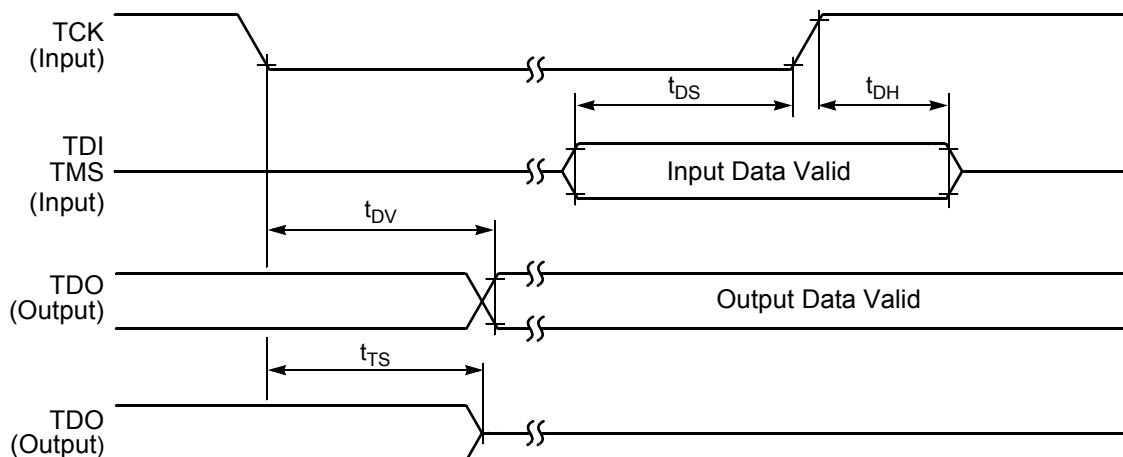 TCK
(Input)
tDS
tDH
TDI
TMS
(Input)
Input Data Valid
tDV
TDO
(Output)
Output Data Valid
tTS
TDO
(Output)